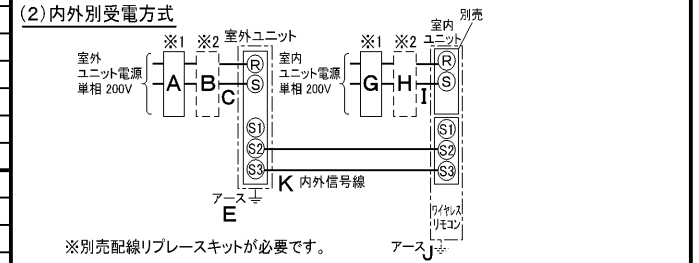 (2)内外別受電方式
別売
※1 ※2 室外ユニット
※1 ※2 室内
ユニット
室外
ユニット電源
単相 200V
A B C
R
S
S1
S2
S3
室内
ユニット電源
単相 200V
G H I
R
S
S1
S2
S3
K 内外信号線
アース
E
ワイヤレス
リモコン
アース J
※別売配線リプレースキットが必要です。